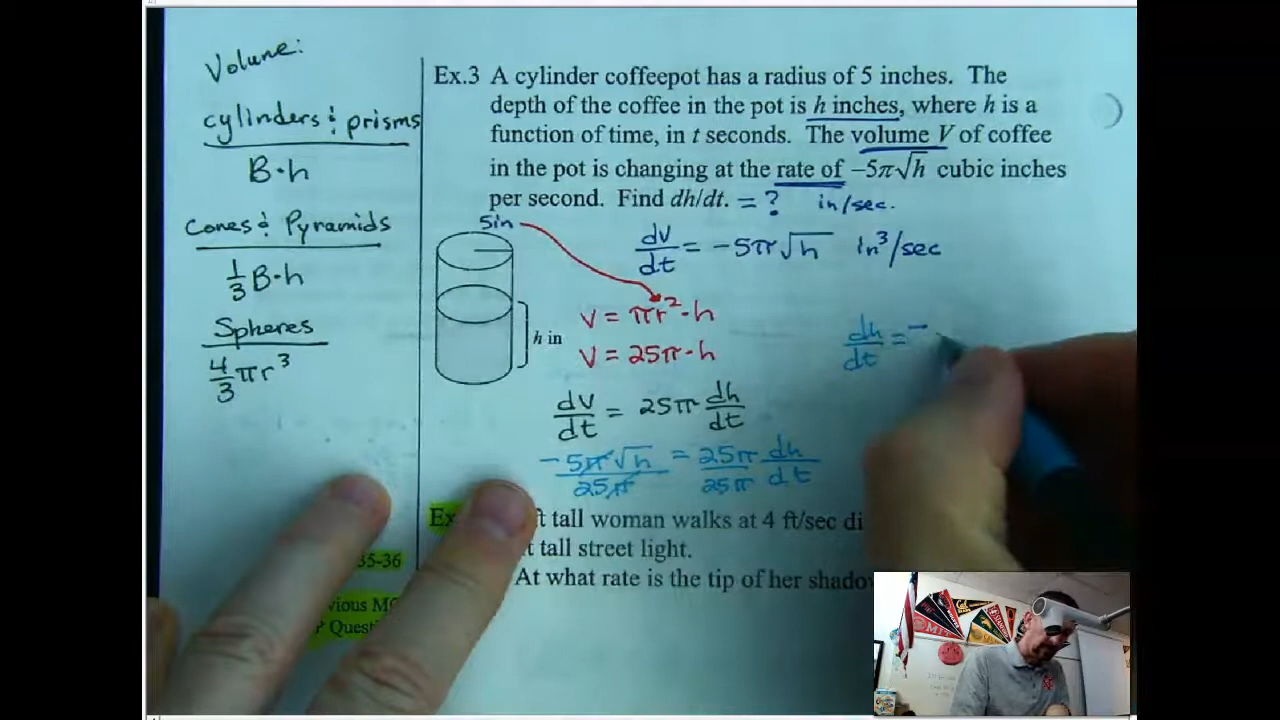 Volume:
cylinders & prisms
B·h
Cones & Pyramids
1/3 B·h
Spheres
4/3 πr³
Ex.3 A cylinder coffeepot has a radius of 5 inches. The
depth of the coffee in the pot is h inches, where h is a
function of time, in t seconds. The volume V of coffee
in the pot is changing at the rate of −5π√h cubic inches
per second. Find dh/dt. = ? in/sec.
5in
dV/dt = -5π√h in³/sec
V = πr²·h
h in
V = 25π·h
dh/dt = -
dV/dt = 25π dh/dt
-5π√h/25π = 25π/25π dh/dt
ft tall woman walks at 4 ft/sec
tall street light.
35-36
At what rate is the tip of her